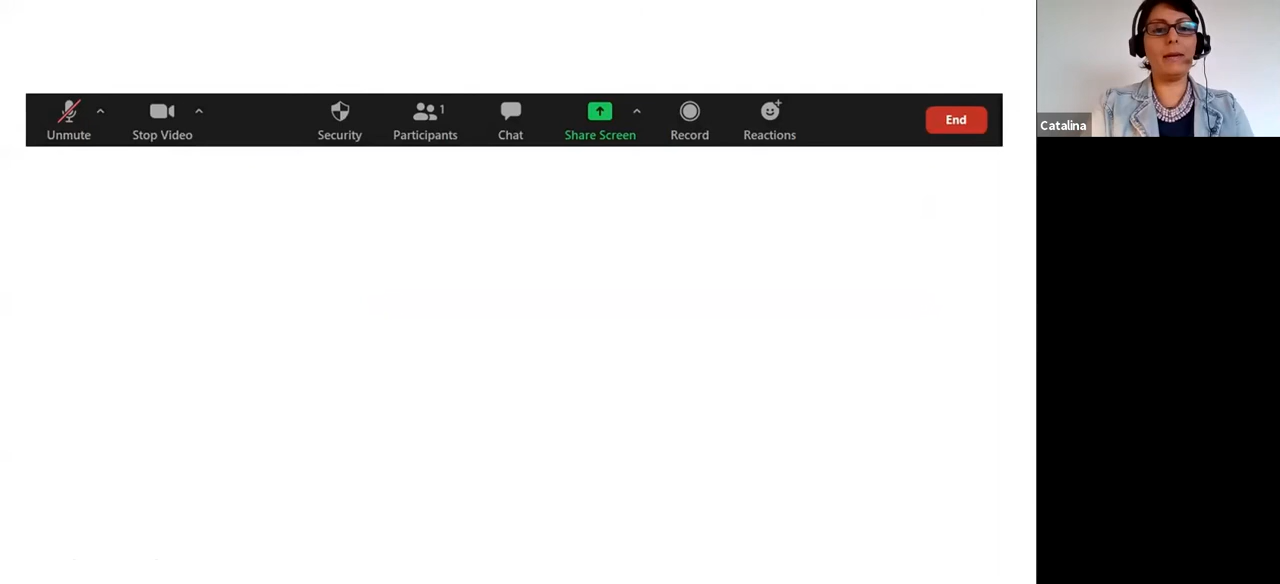 Unmute
Stop Video
Security
Participants
1
Chat
Share Screen
Record
Reactions
End
Catalina